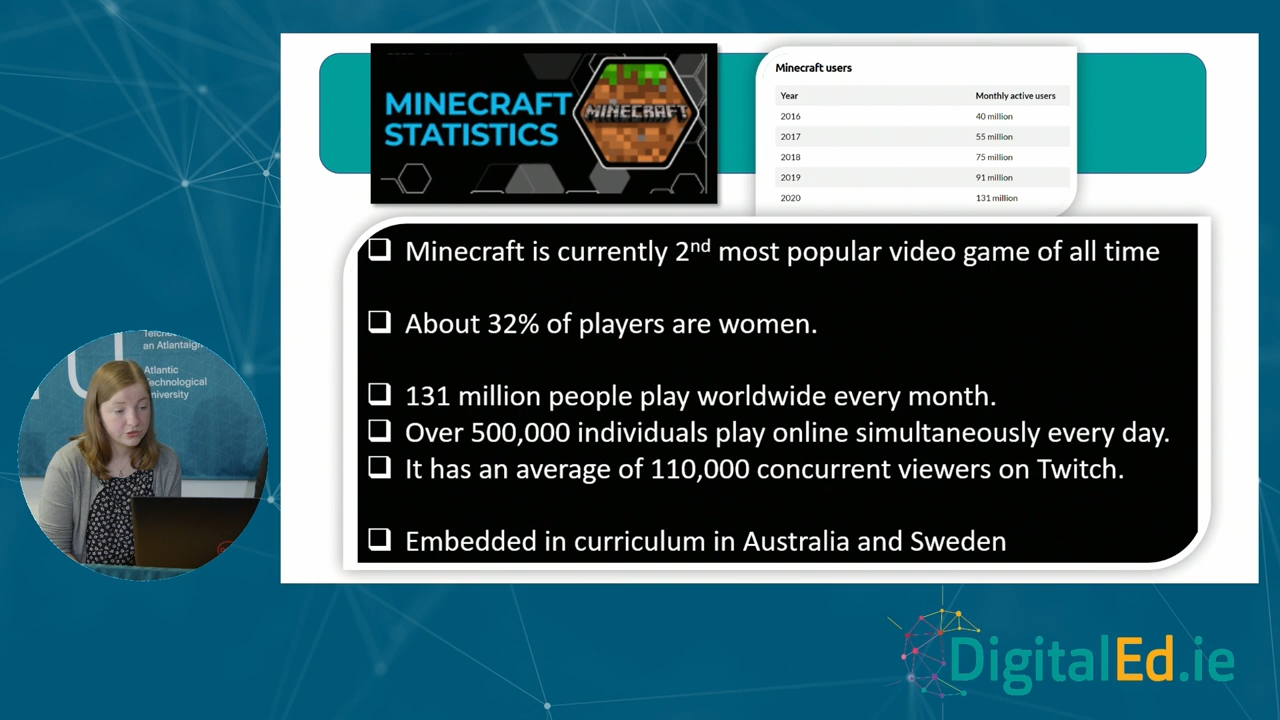 MINECRAFT
STATISTICS
MINECRAFT
Minecraft users
Year Monthly active users
2016 40 million
2017 55 million
2018 75 million
2019 91 million
2020 131 million
❑ Minecraft is currently 2nd most popular video game of all time
❑ About 32% of players are women.
❑ 131 million people play worldwide every month.
❑ Over 500,000 individuals play online simultaneously every day.
❑ It has an average of 110,000 concurrent viewers on Twitch.
❑ Embedded in curriculum in Australia and Sweden
an Atlantaigh
Atlantic
Technological
University
DigitalEd.ie